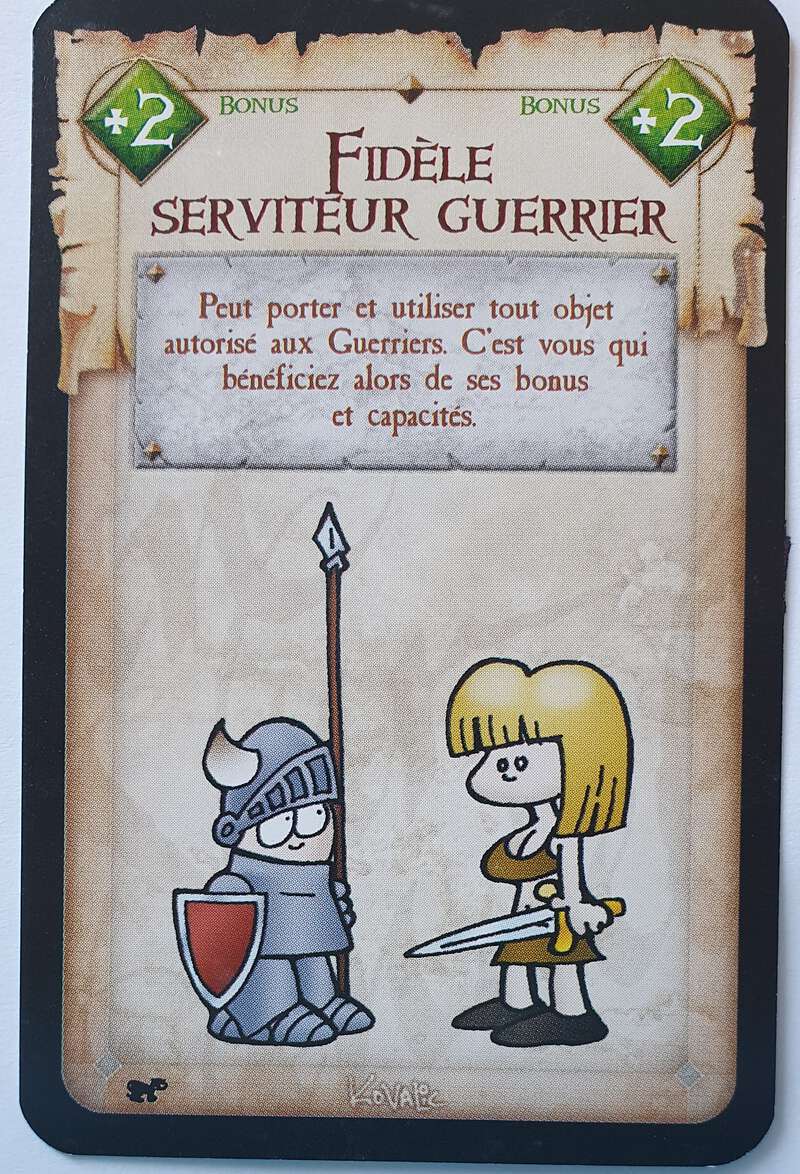 +2 BONUS BONUS +2
FIDÈLE
SERVITEUR GUERRIER
Peut porter et utiliser tout objet
autorisé aux Guerriers. C'est vous qui
bénéficiez alors de ses bonus
et capacités.
KOVALIC